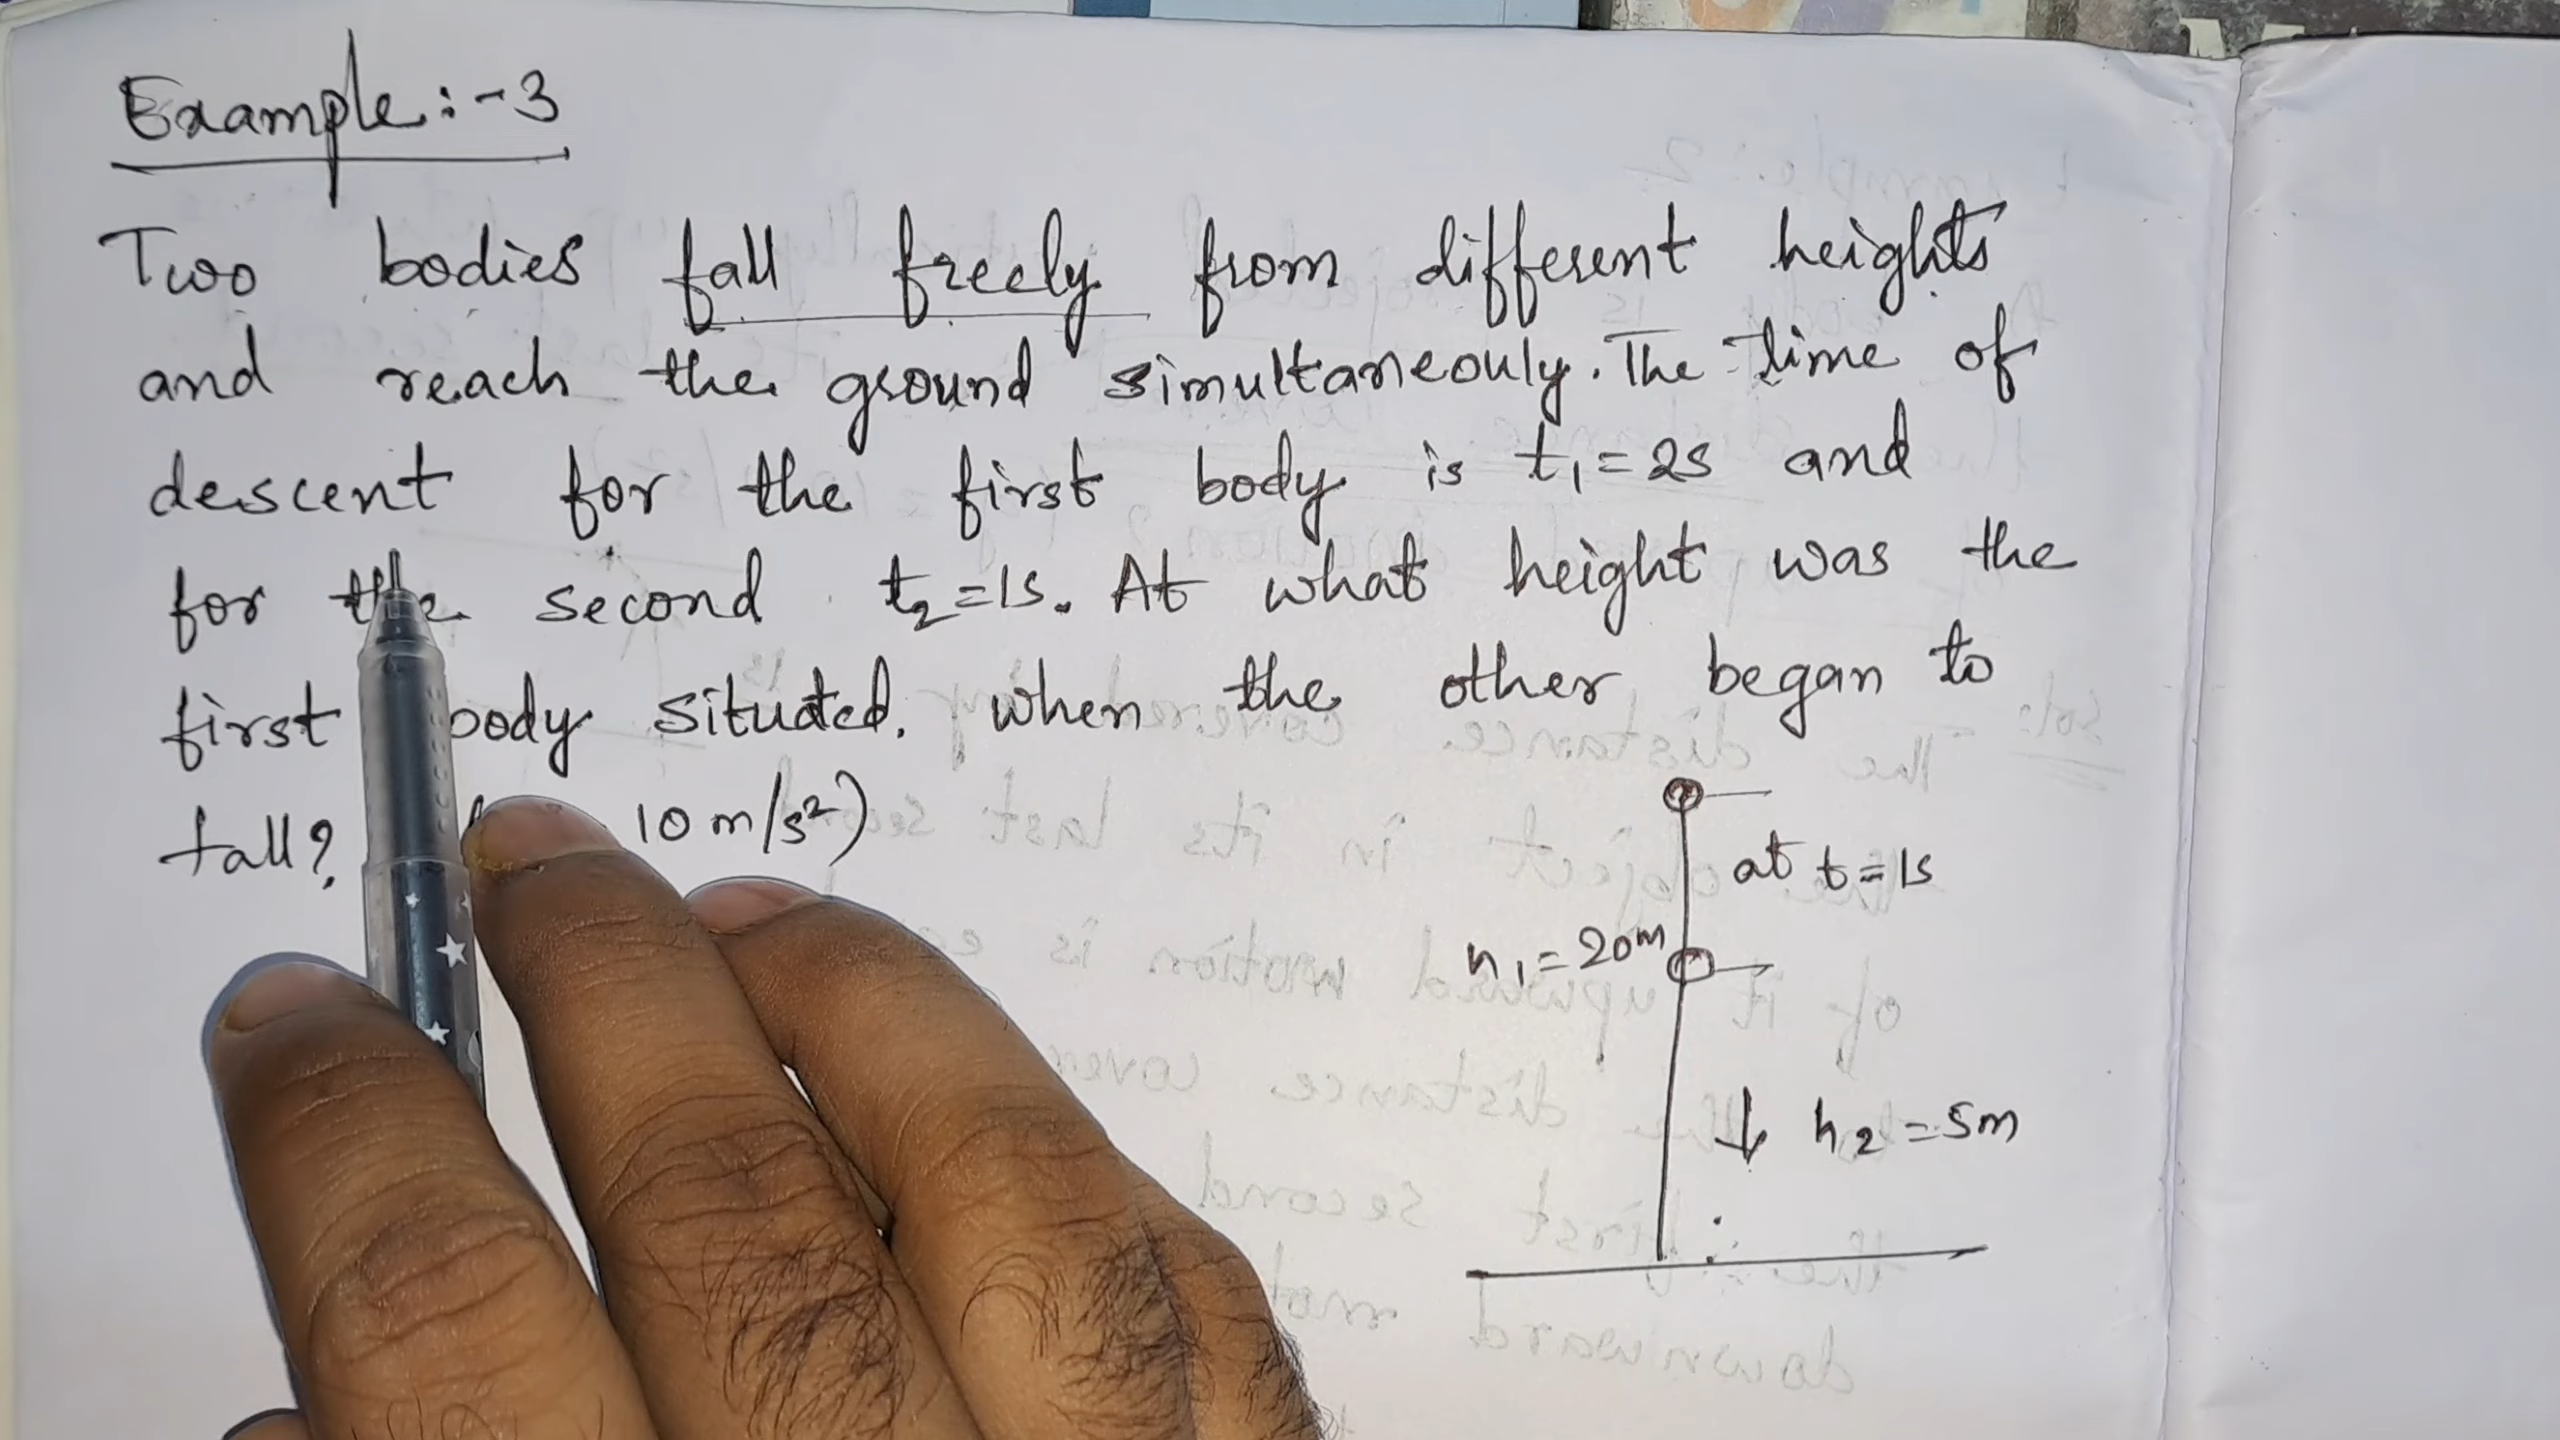 Example:-3
Two bodies fall freely from different heights
and reach the ground simultaneouly. The time of
descent for the first body is t₁=2s and
for the second t₂=1s. At what height was the
first body situated. when the other began to
fall? 10 m/s²)
at t=1s
h₁=20m
h₂=5m